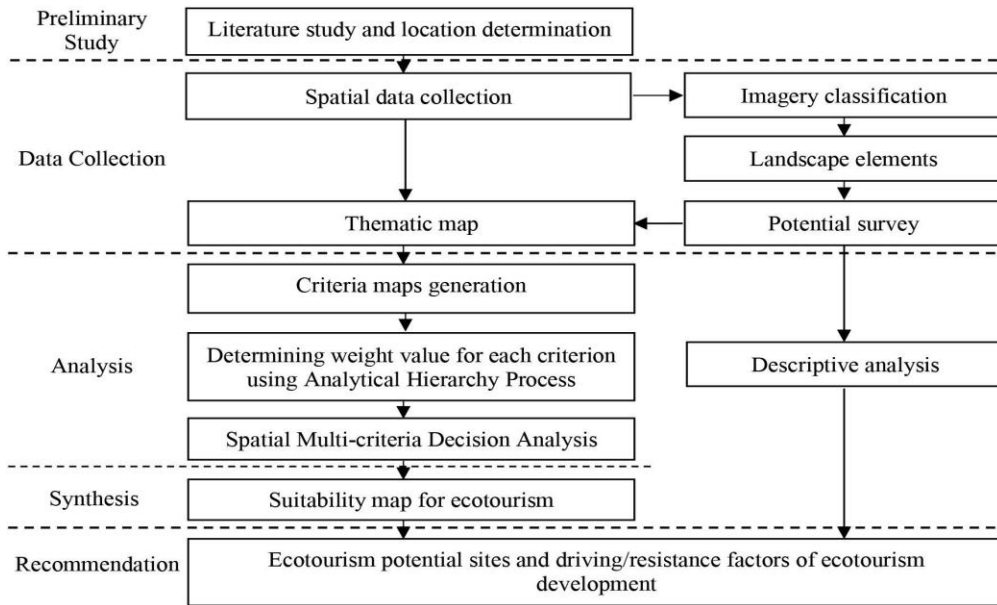 Preliminary
Study
Literature study and location determination
Spatial data collection
Imagery classification
Data Collection
Landscape elements
Thematic map
Potential survey
Criteria maps generation
Analysis
Determining weight value for each criterion
using Analytical Hierarchy Process
Descriptive analysis
Spatial Multi-criteria Decision Analysis
Synthesis
Suitability map for ecotourism
Recommendation
Ecotourism potential sites and driving/resistance factors of ecotourism
development